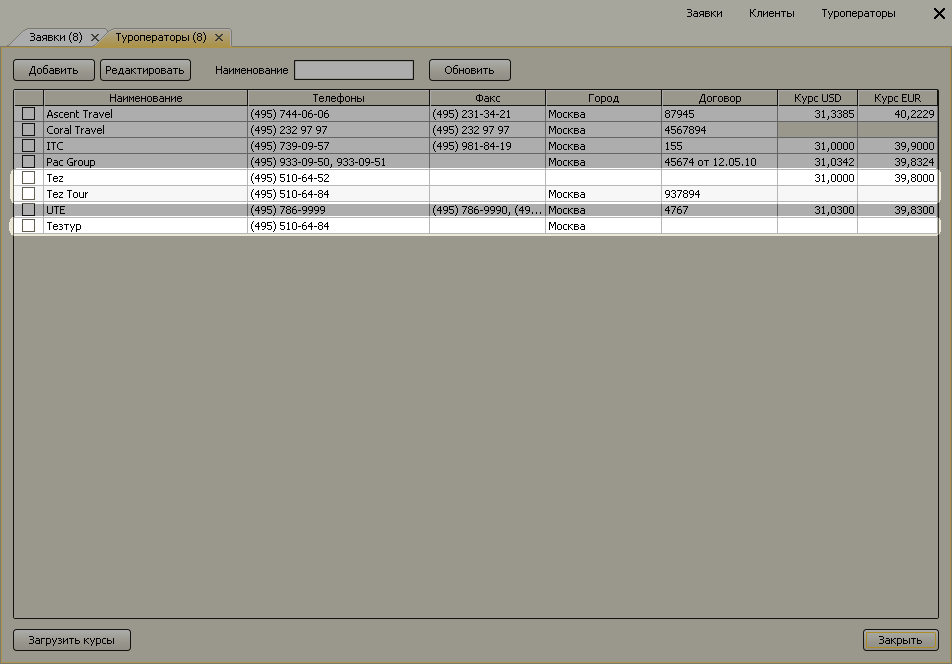 Заявки Клиенты Туроператоры
Заявки (8) Туроператоры (8)
Добавить Редактировать Наименование Обновить
Наименование Телефоны Факс Город Договор Курс USD Курс EUR
Ascent Travel (495) 744-06-06 (495) 231-34-21 Москва 87945 31,3385 40,2229
Coral Travel (495) 232 97 97 (495) 232 97 97 Москва 4567894
ITC (495) 739-09-57 (495) 981-84-19 Москва 155 31,0000 39,9000
Pac Group (495) 933-09-50, 933-09-51 Москва 45674 от 12.05.10 31,0342 39,8324
Tez (495) 510-64-52 31,0000 39,8000
Tez Tour (495) 510-64-84 Москва 937894
UTE (495) 786-9999 (495) 786-9990, (49... Москва 4767 31,0300 39,8300
Тезтур (495) 510-64-84 Москва
Загрузить курсы Закрыть